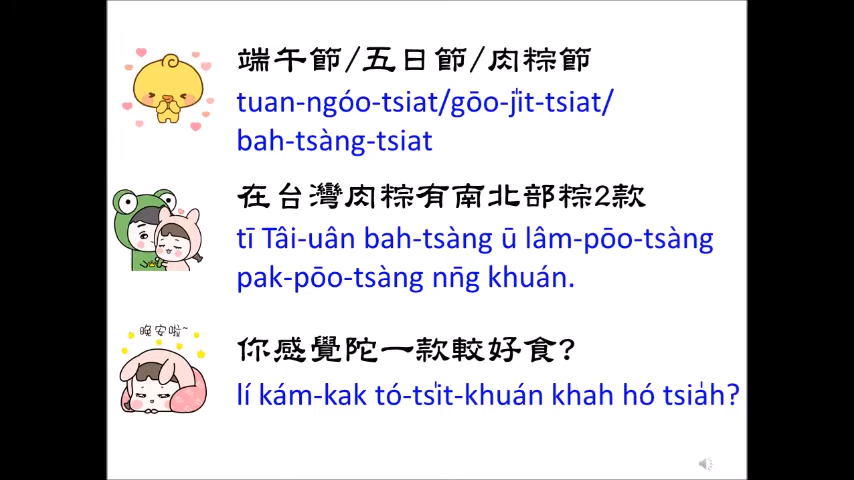 端午節/五日節/肉粽節
tuan-ngóo-tsiat/gōo-ji̍t-tsiat/
bah-tsàng-tsiat
在台灣肉粽有南北部粽2款
tī Tâi-uân bah-tsàng ū lâm-pōo-tsàng
pak-pōo-tsàng nn̄g khuán.
晚安啦~
你感覺陀一款較好食?
lí kám-kak tó-tsi̍t-khuán khah hó tsia̍h?